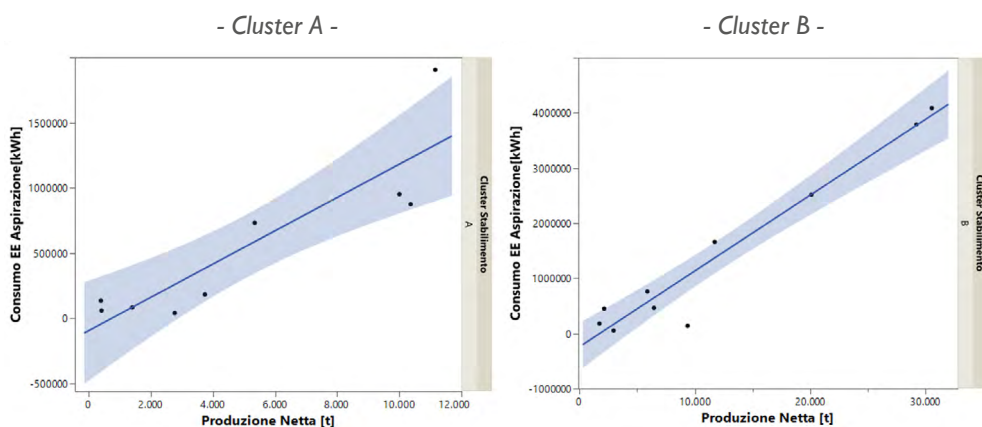 - Cluster A -
Consumo EE Aspirazione[kWh]
1500000
1000000
500000
0
-500000
0 2.000 4.000 6.000 8.000 10.000 12.000
Produzione Netta [t]
A
Cluster Stabilimento
- Cluster B -
Consumo EE Aspirazione[kWh]
4000000
3000000
2000000
1000000
0
-1000000
0 10.000 20.000 30.000
Produzione Netta [t]
B
Cluster Stabilimento